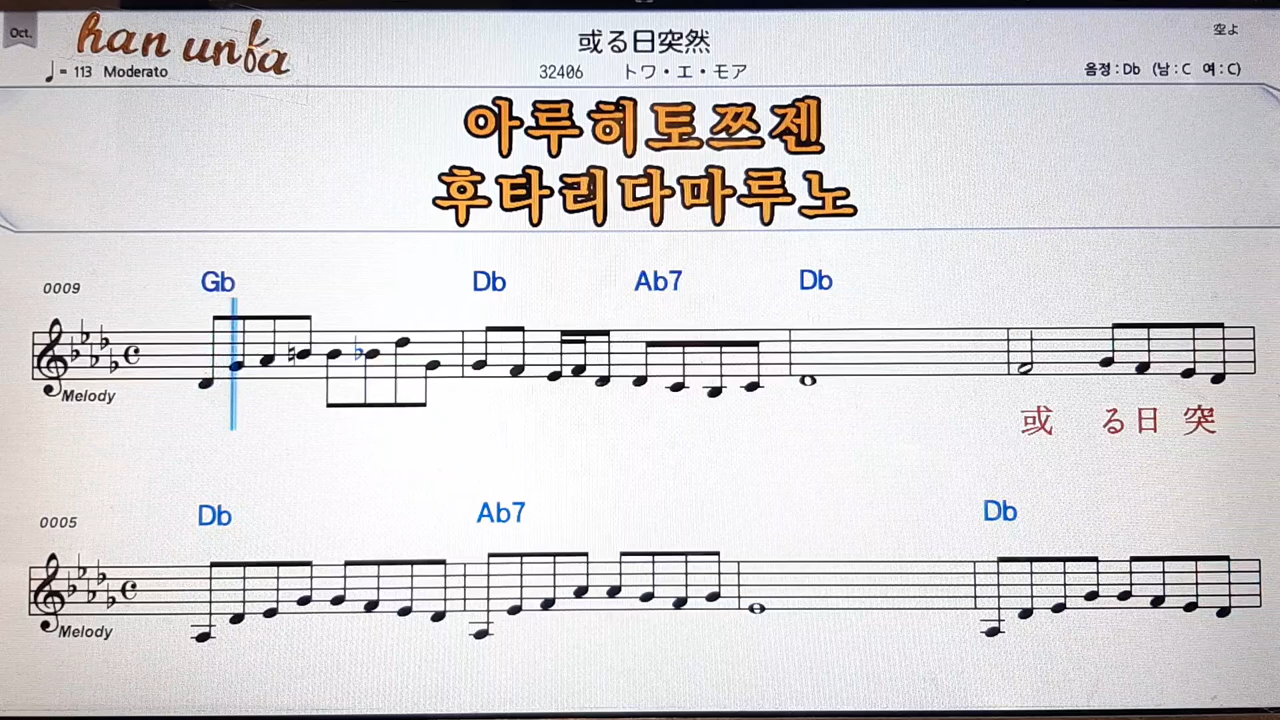 Oct.
han unfa
♩= 113 Moderato
或る日突然
32406 トワ・エ・モア
空よ
음정 : Db (남 : C 여 : C)
아루히토쯔젠
후타리다마루노
0009
Gb Db Ab7 Db
Melody
或 る日 突
0005
Db Ab7 Db
Melody